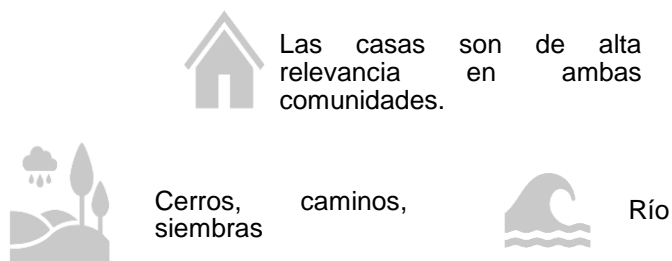 Las casas son de alta
relevancia en ambas
comunidades.
Cerros, caminos,
siembras
Río